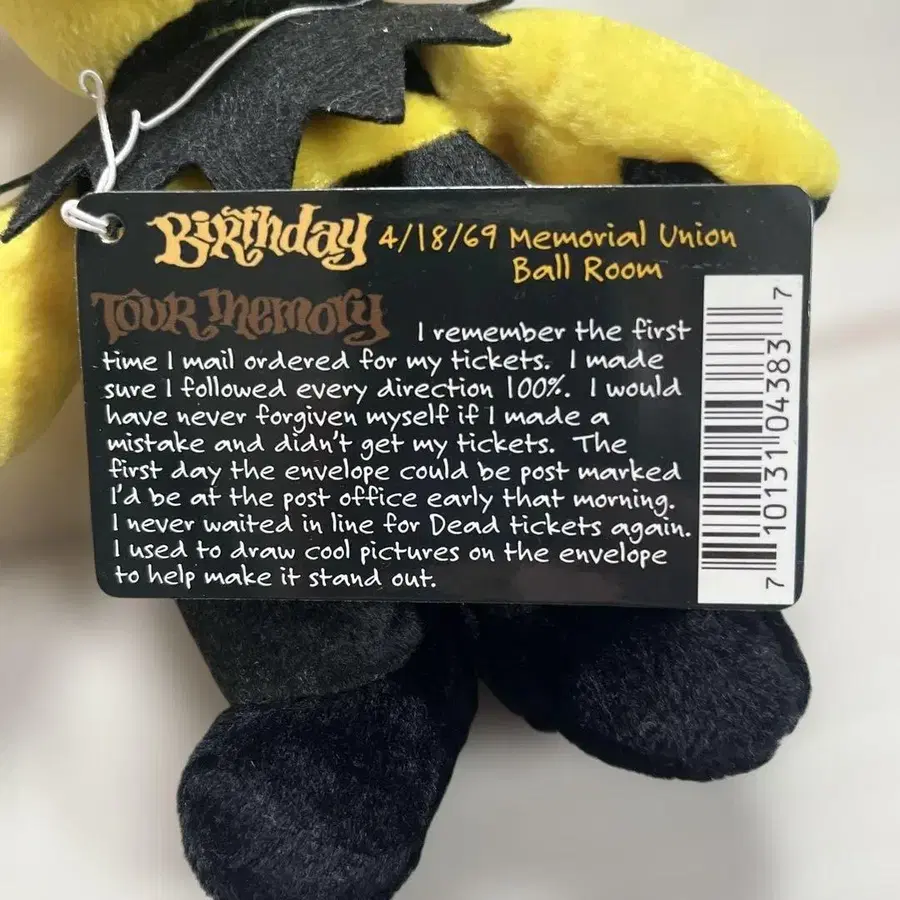 Birthday 4/18/69 Memorial Union
Ball Room
Tour Memory I remember the first
time I mail ordered for my tickets. I made
sure I followed every direction 100%. I would
have never forgiven myself if I made a
mistake and didn't get my tickets. The
first day the envelope could be post marked
I'd be at the post office early that morning.
I never waited in line for Dead tickets again.
I used to draw cool pictures on the envelope
to help make it stand out.
7 10131 04383 7